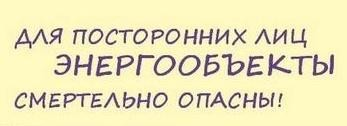 ДЛЯ ПОСТОРОННИХ ЛИЦ
ЭНЕРГООБЪЕКТЫ
СМЕРТЕЛЬНО ОПАСНЫ!